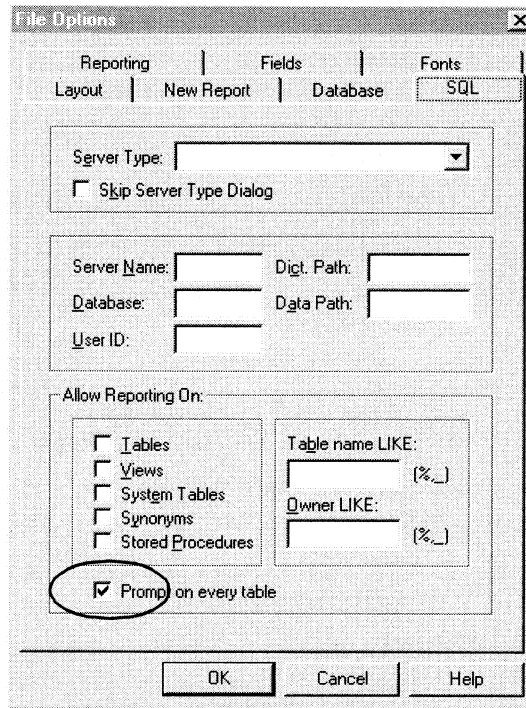 File Options
Reporting Fields Fonts
Layout New Report Database SQL
Server Type:
Skip Server Type Dialog
Server Name: Dict. Path:
Database: Data Path:
User ID:
Allow Reporting On:
Tables Table name LIKE:
Views (%,_)
System Tables Owner LIKE:
Synonyms
Stored Procedures (%,_)
Prompt on every table
OK Cancel Help